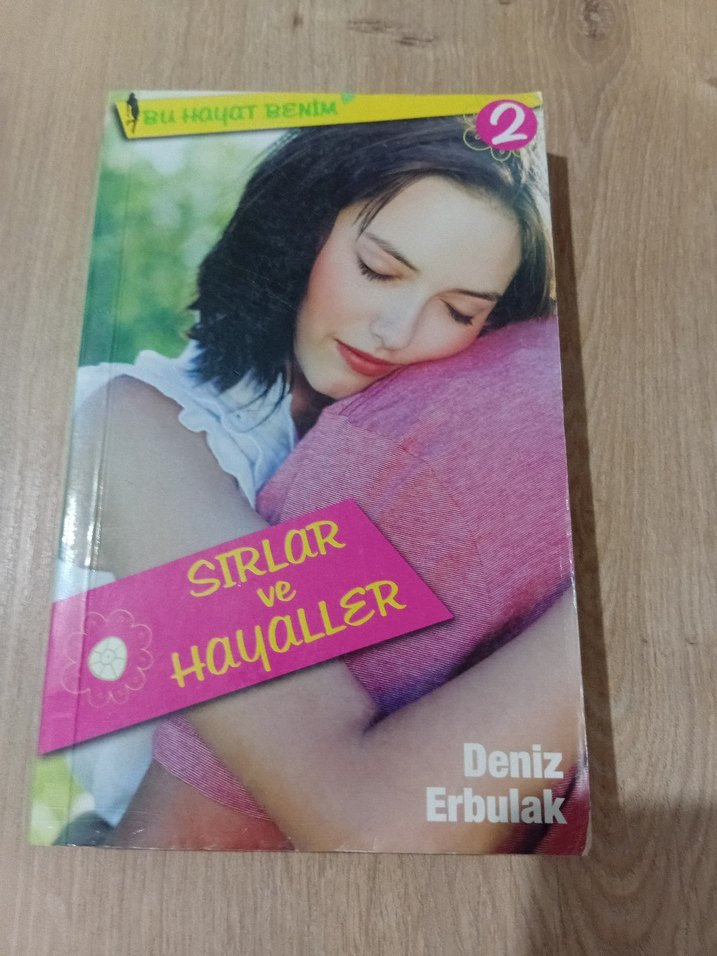 BU HAYAT BENİM
2
SIRLAR
ve
HAYALLER
Deniz
Erbulak